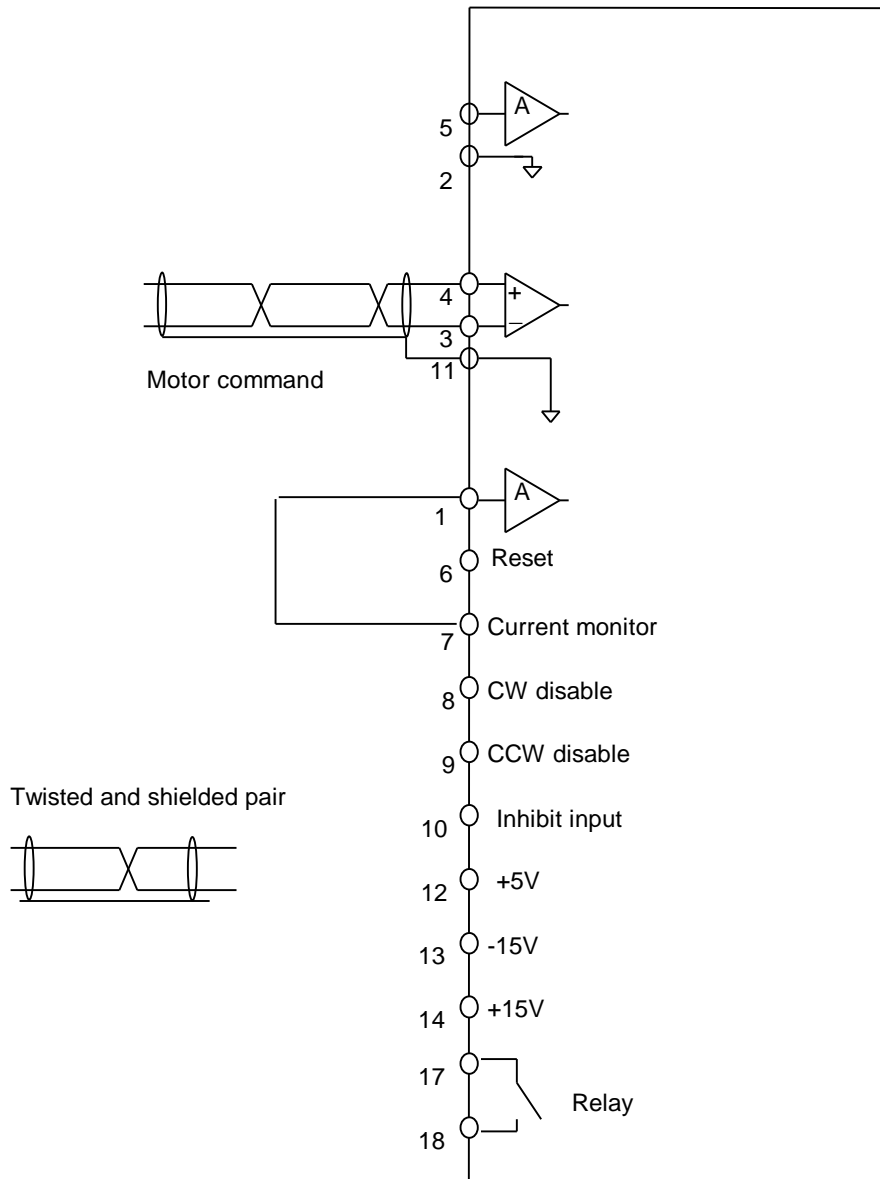 A
5
2
4
+
−
3
11
Motor command
A
1
6 Reset
7 Current monitor
8 CW disable
9 CCW disable
Twisted and shielded pair
10 Inhibit input
12 +5V
13 -15V
14 +15V
17
Relay
18